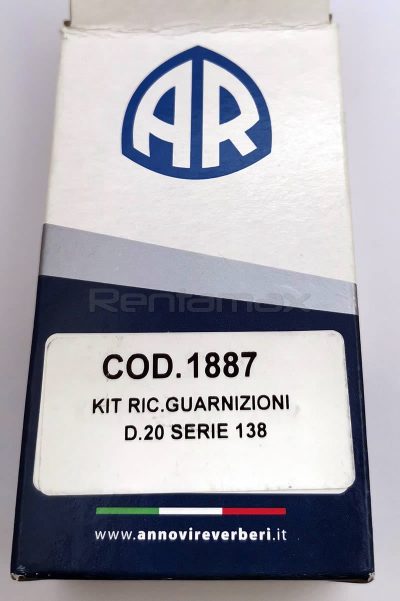 AR
Rentamax
COD.1887
KIT RIC.GUARNIZIONI
D.20 SERIE 138
www.annovireverberi.it